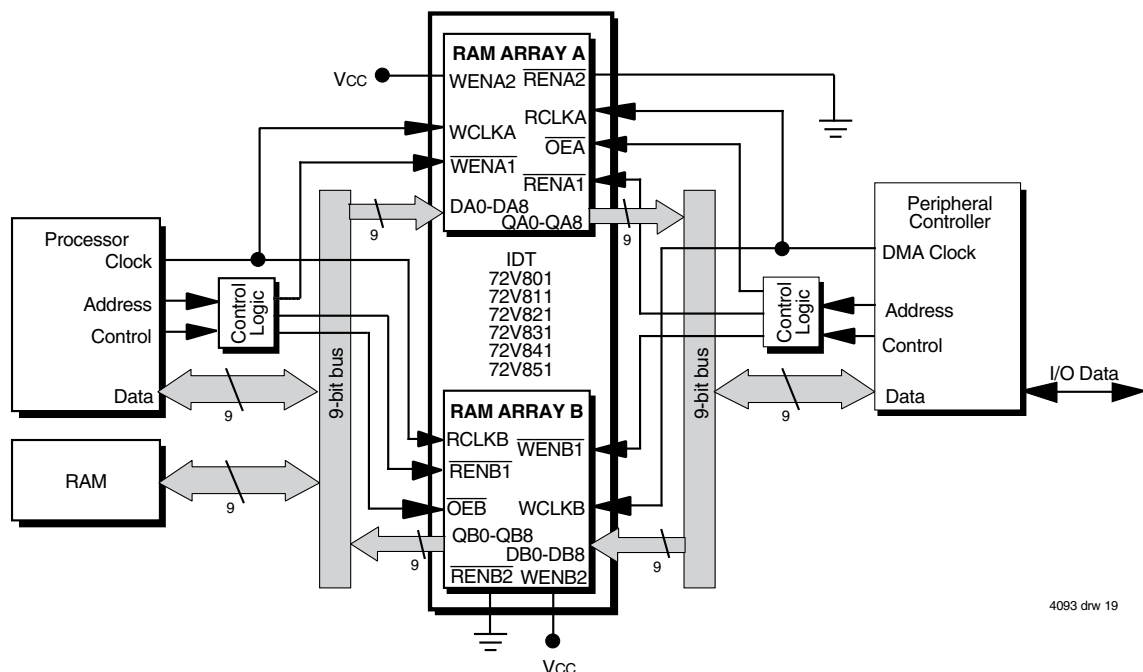 RAM ARRAY A
VCC
WENA2
RENA2
RCLKA
WCLKA
OEA
WENA1
RENA1
DA0-DA8
QA0-QA8
9
9
Processor
Clock
Address
Control
Data
Control
Logic
9
9-bit bus
RAM
9
IDT
72V801
72V811
72V821
72V831
72V841
72V851
9-bit bus
Peripheral
Controller
DMA Clock
Address
Control
Data
Control
Logic
9
I/O Data
RAM ARRAY B
RCLKB
WENB1
RENB1
OEB
WCLKB
QB0-QB8
DB0-DB8
9
9
RENB2
WENB2
VCC
4093 drw 19